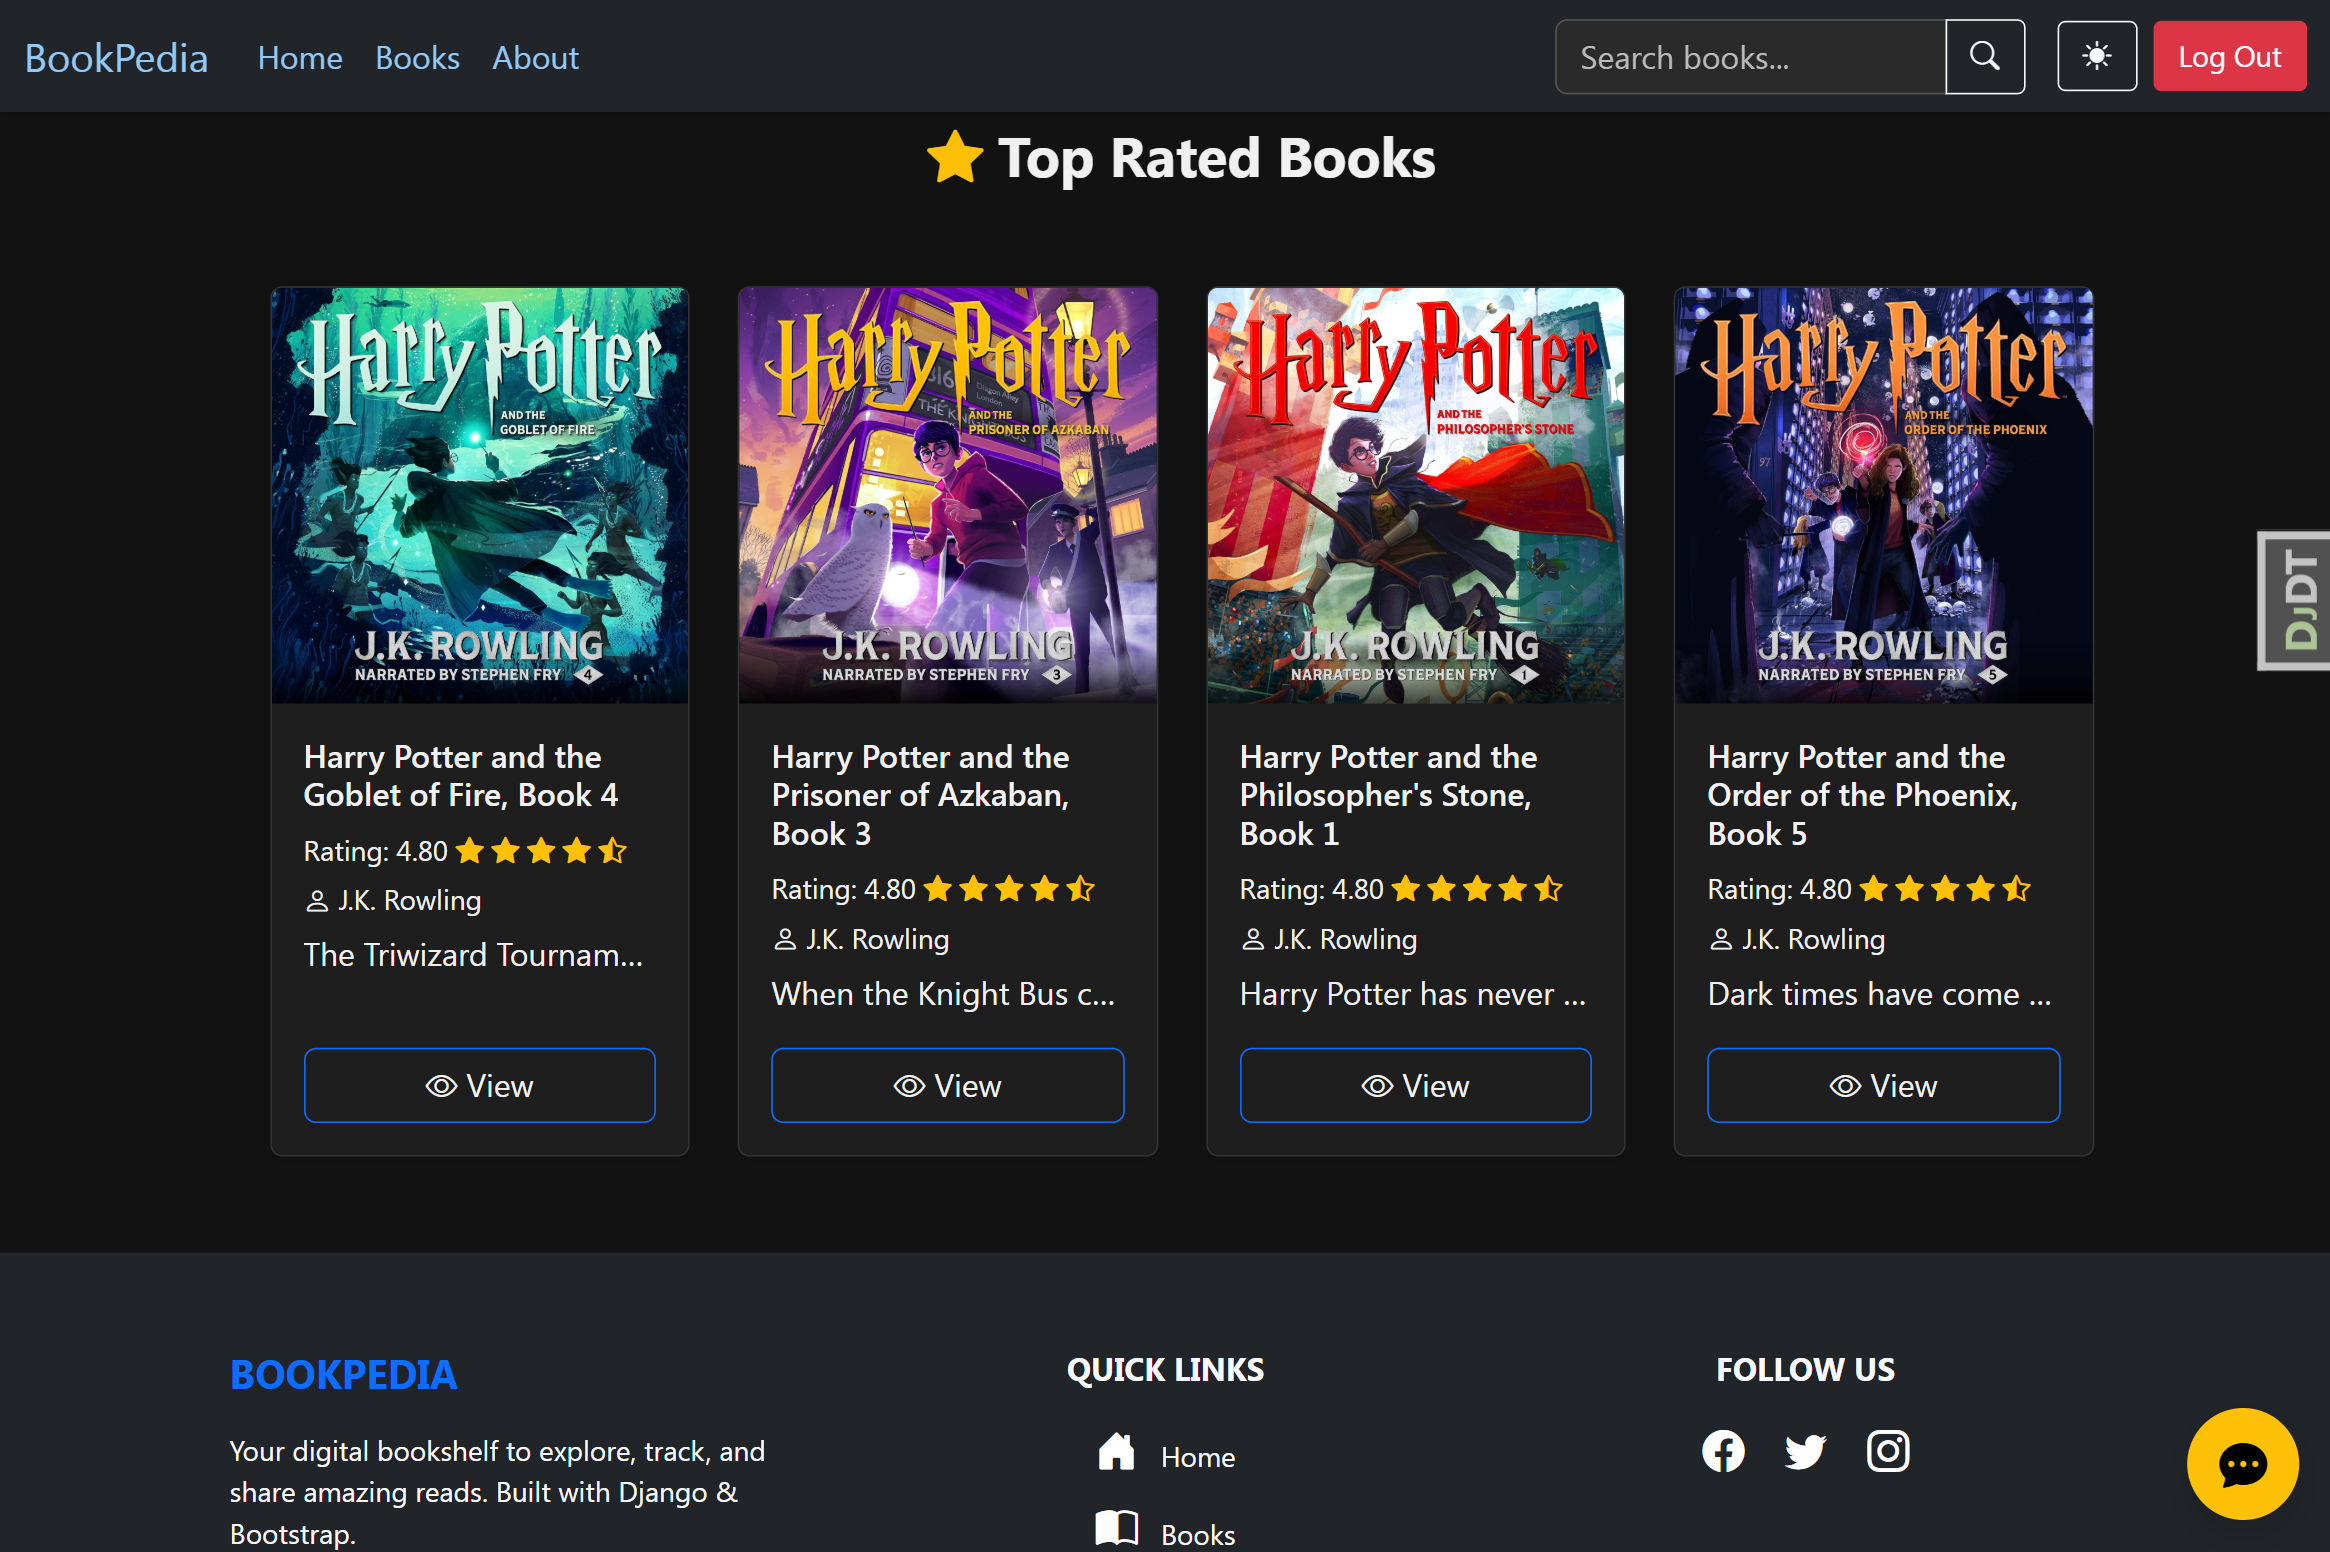 BookPedia Home Books About Search books... Log Out
Top Rated Books
Harry Potter
AND THE
GOBLET OF FIRE
J.K. ROWLING
NARRATED BY STEPHEN FRY 4
Harry Potter
316
Diagon Alley
London
AND THE
PRISONER OF AZKABAN
J.K. ROWLING
NARRATED BY STEPHEN FRY 3
Harry Potter
AND THE
PHILOSOPHER'S STONE
J.K. ROWLING
NARRATED BY STEPHEN FRY 1
Harry Potter
AND THE
ORDER OF THE PHOENIX
97
J.K. ROWLING
NARRATED BY STEPHEN FRY 5
DJDT
Harry Potter and the
Goblet of Fire, Book 4
Rating: 4.80
J.K. Rowling
The Triwizard Tournam...
View
Harry Potter and the
Prisoner of Azkaban,
Book 3
Rating: 4.80
J.K. Rowling
When the Knight Bus c...
View
Harry Potter and the
Philosopher's Stone,
Book 1
Rating: 4.80
J.K. Rowling
Harry Potter has never ...
View
Harry Potter and the
Order of the Phoenix,
Book 5
Rating: 4.80
J.K. Rowling
Dark times have come ...
View
BOOKPEDIA
Your digital bookshelf to explore, track, and
share amazing reads. Built with Django &
Bootstrap.
QUICK LINKS
Home
Books
FOLLOW US